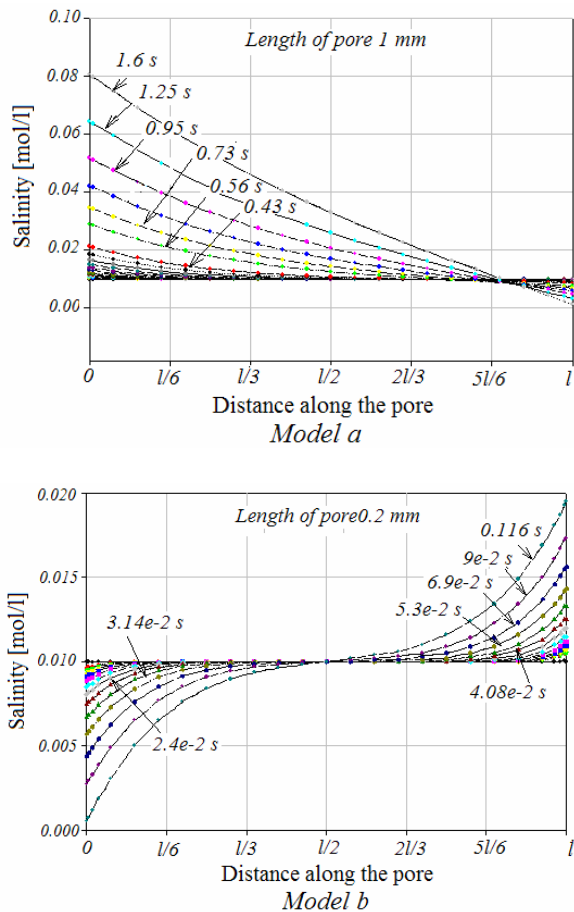 0.10
Length of pore 1 mm
1.6 s
0.08
1.25 s
0.06
0.95 s
0.73 s
0.04
0.56 s
0.43 s
0.02
0.00
Salinity [mol/l]
0 l/6 l/3 l/2 2l/3 5l/6 l
Distance along the pore
Model a
0.020
Length of pore0.2 mm
0.116 s
9e-2 s
0.015
6.9e-2 s
5.3e-2 s
3.14e-2 s
0.010
4.08e-2 s
0.005
2.4e-2 s
0.000
Salinity [mol/l]
0 l/6 l/3 l/2 2l/3 5l/6 l
Distance along the pore
Model b